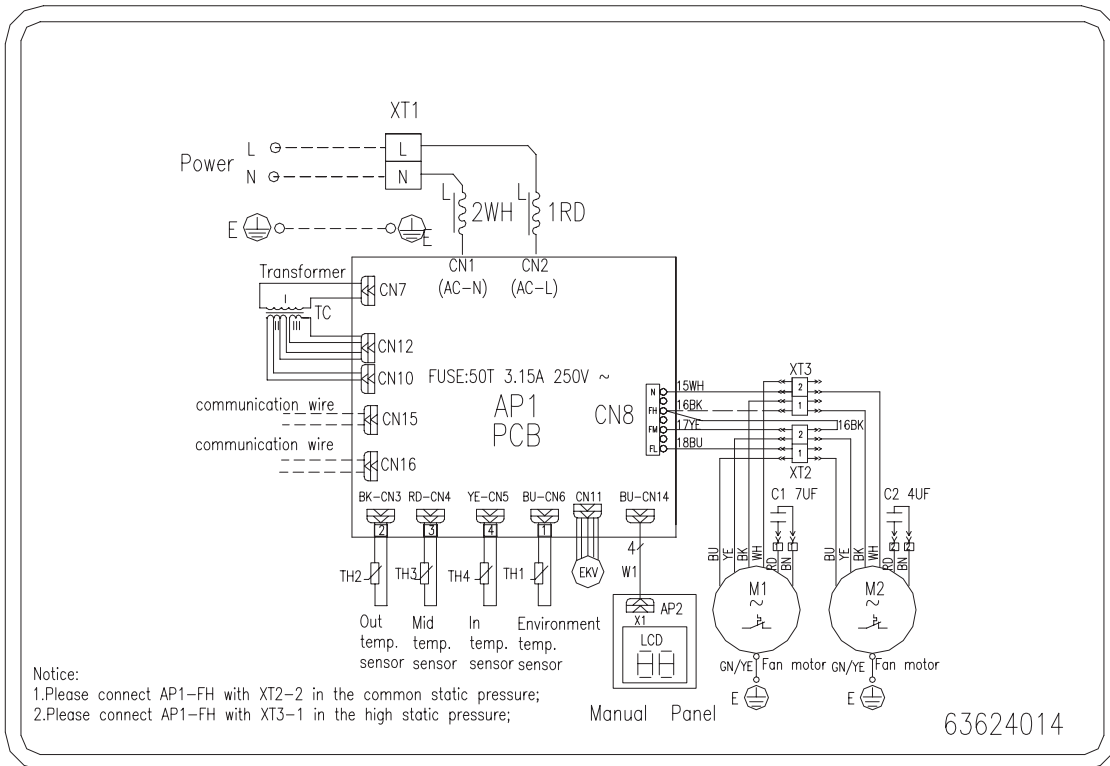 XT1
Power
L
N
L
N
E
E
L
2WH
L
1RD
CN1
(AC-N)
CN2
(AC-L)
Transformer
I
II
III
TC
CN7
CN12
CN10
FUSE:50T 3.15A 250V ~
AP1
PCB
CN8
N
FH
FM
FL
15WH
16BK
17YE
18BU
16BK
XT3
2
1
2
1
XT2
communication wire
CN15
communication wire
CN16
BK-CN3
RD-CN4
YE-CN5
BU-CN6
CN11
BU-CN14
2
3
4
1
TH2
TH3
TH4
TH1
EKV
4
W1
Out
temp.
sensor
Mid
temp.
sensor
In
temp.
sensor
Environment
temp.
sensor
X1
AP2
LCD
88
Manual Panel
C1 7UF
C2 4UF
BU
YE
BK
WH
RD
BN
1
1
BU
YE
BK
WH
RD
BN
2
2
M1
~
M2
~
GN/YE
Fan motor
GN/YE
Fan motor
E
E
Notice:
1.Please connect AP1-FH with XT2-2 in the common static pressure;
2.Please connect AP1-FH with XT3-1 in the high static pressure;
63624014